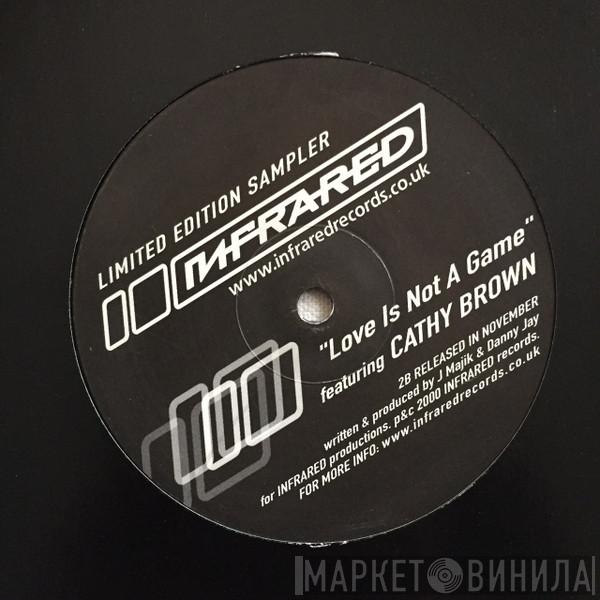 LIMITED EDITION SAMPLER
INFRARED
www.infraredrecords.co.uk
"Love Is Not A Game"
featuring CATHY BROWN
2B RELEASED IN NOVEMBER
written & produced by J Majik & Danny Jay
for INFRARED productions. p&c 2000 INFRARED records.
FOR MORE INFO: www.infraredrecords.co.uk
МАРКЕТ ВИНИЛА